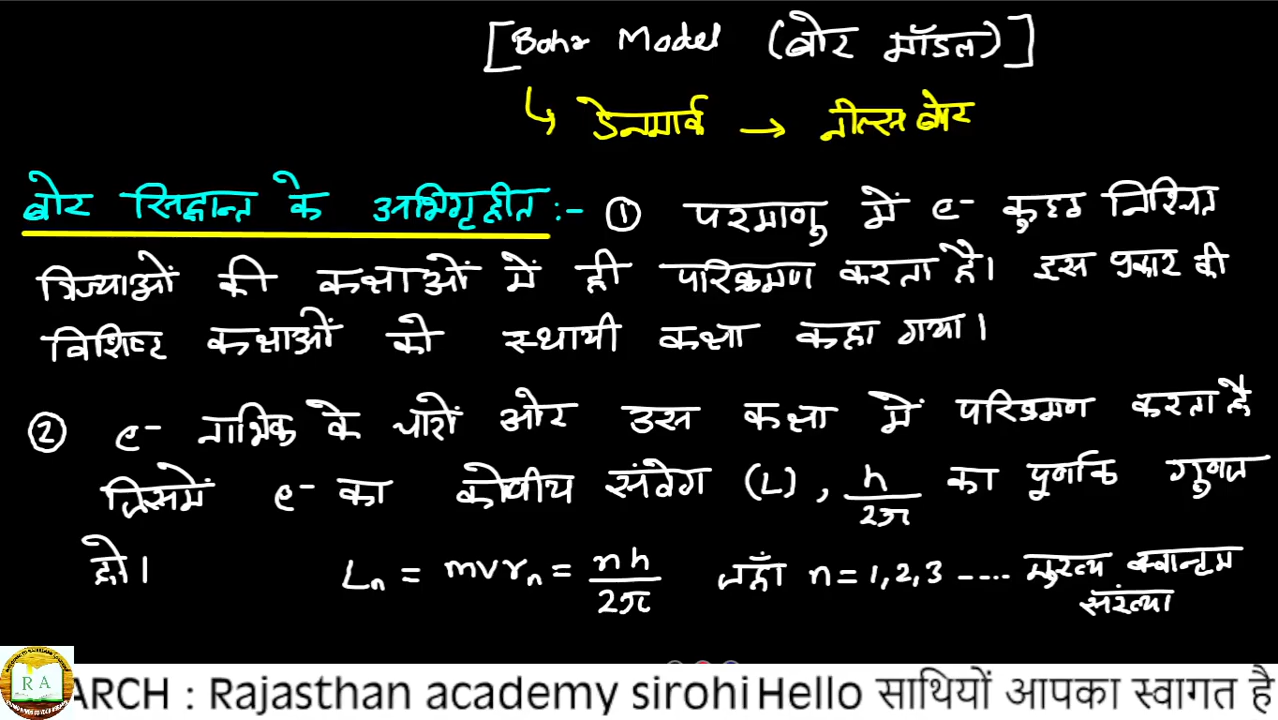 [Bohr Model (बोर मॉडल)]
↳ डेनमार्क → नील्स बोर
बोर सिद्धान्त के अभिगृहीत :- ① परमाणु में e- कुछ निश्चित
त्रिज्याओं की कक्षाओं में ही परिक्रमण करता है। इस प्रकार की
विशिष्ट कक्षाओं को स्थायी कक्षा कहा गया।
② e- नाभिक के चारों ओर उस कक्षा में परिक्रमण करता है
जिसमें e- का कोणीय संवेग (L), h/2π का पूर्णांक गुणज
हो। Lₙ = mvrₙ = nh/2π जहाँ n = 1, 2, 3 ---.... मुख्य क्वान्टम
संख्या
RA
ARCH : Rajasthan academy sirohi Hello साथियों आपका स्वागत है